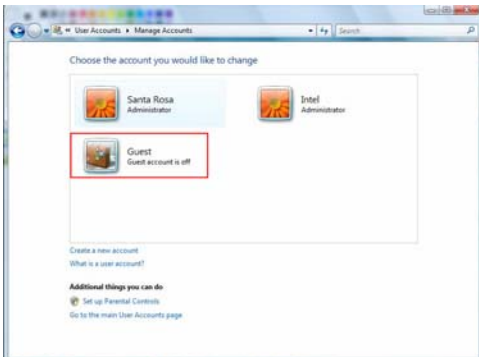 User Accounts ▸ Manage Accounts
Search
Choose the account you would like to change
Santa Rosa
Administrator
Intel
Administrator
Guest
Guest account is off
Create a new account
What is a user account?
Additional things you can do
Set up Parental Controls
Go to the main User Accounts page